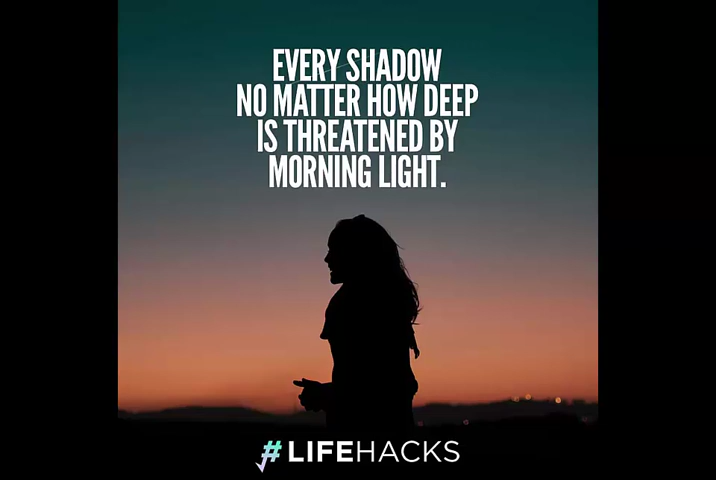 EVERY SHADOW
NO MATTER HOW DEEP
IS THREATENED BY
MORNING LIGHT.
#LIFEHACKS